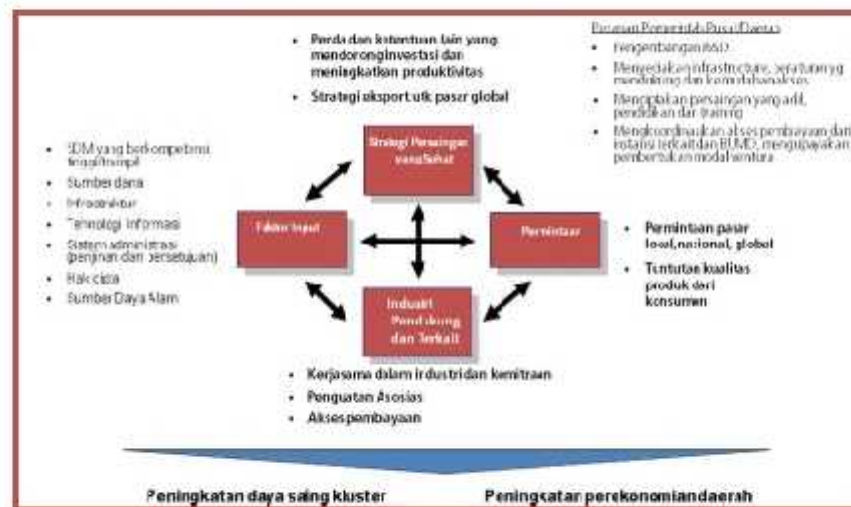 • Perda dan ketentuan lain yang
mendorong investasi dan
meningkatkan produktivitas
• Strategi eksport utk pasar global
Peranan Pemerintah Pusat/Daerah
• Pengembangan R&D
• Menyediakan infrastructure, peraturan yg
mendukung dan kemudahan akses
• Menciptakan persaingan yang adil,
pendidikan dan training
• Mengkoordinasikan akses pembiayaan dari
instansi terkait dan BUMD, mengupayakan
pembentukan modal ventura
• SDM yang berkompetensi
tinggi/trampil
• Sumber dana
• Infrastruktur
• Tehnologi Informasi
• Sistem administrasi
(perijinan dan persetujuan)
• Hak cipta
• Sumber Daya Alam
Strategi Persaingan
yang Sehat
Faktor Input
Permintaan
Industri
Pendukung
dan Terkait
• Permintaan pasar
local, national, global
• Tuntutan kualitas
produk dari
konsumen
• Kerjasama dalam industri dan kemitraan
• Penguatan Asosiasi
• Akses pembayaan
Peningkatan daya saing kluster
Peningkatan perekonomian daerah